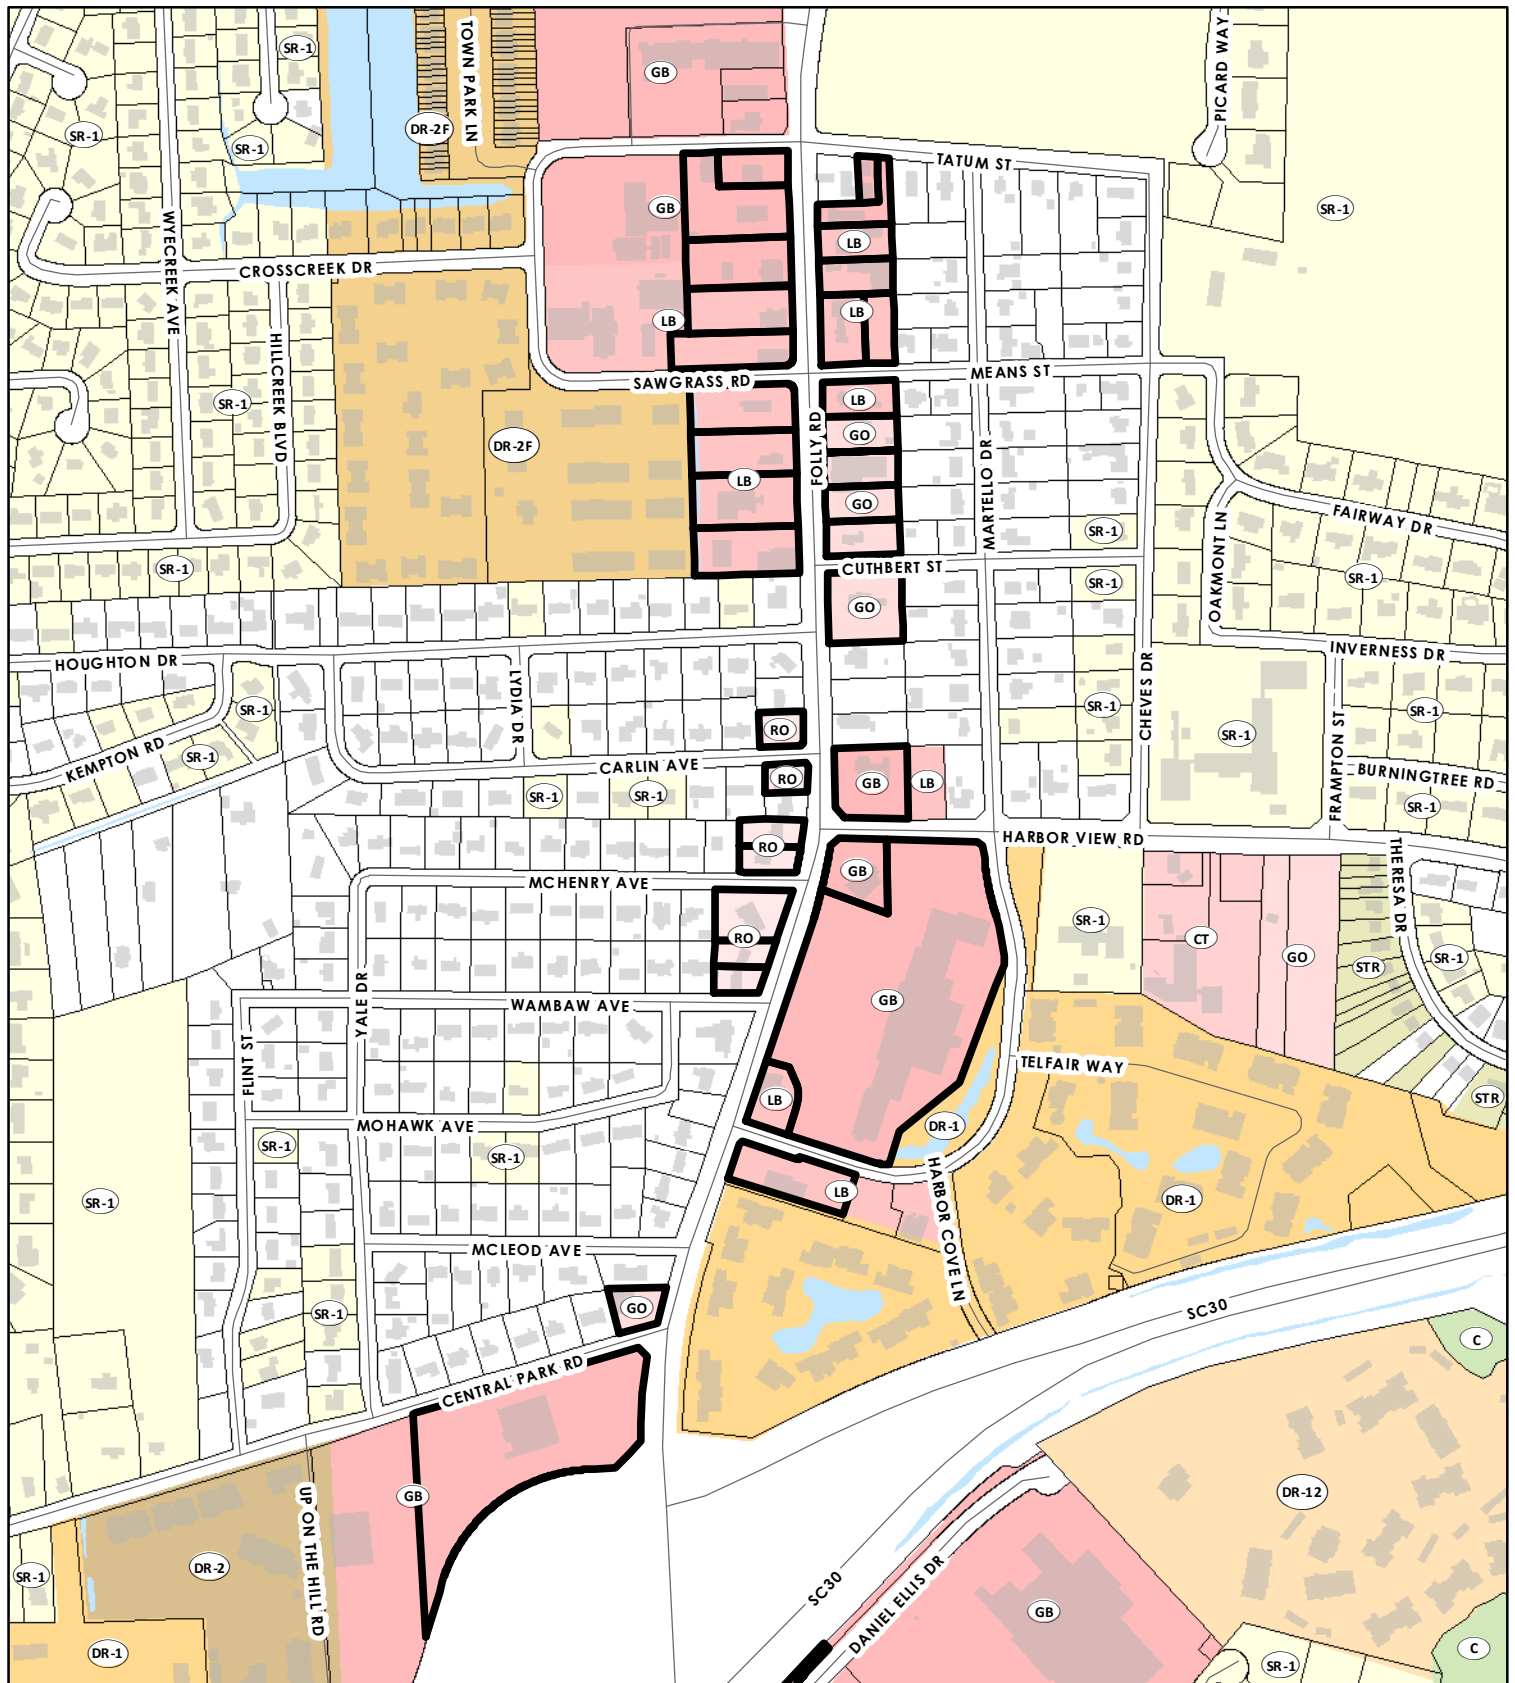 PICARD WAY
TOWN PARK LN
SR-1
GB
DR-2F
SR-1
SR-1
TATUM ST
WYECREEK AVE
GB
SR-1
LB
CROSSCREEK DR
LB
LB
HILLCREEK BLVD
SAWGRASS RD
MEANS ST
SR-1
LB
FOLLY RD
GO
DR-2F
MARTELLO DR
LB
GO
FAIRWAY DR
SR-1
OAKMONT LN
SR-1
CUTHBERT ST
SR-1
SR-1
GO
HOUGHTON DR
INVERNESS DR
LYDIA DR
CHEVES DR
SR-1
SR-1
SR-1
FRAMPTON ST
RO
SR-1
KEMPTON RD
SR-1
CARLIN AVE
RO
GB
LB
BURNINGTREE RD
SR-1
SR-1
SR-1
HARBOR VIEW RD
RO
THERESA DR
GB
MCHENRY AVE
SR-1
RO
CT
GO
STR
SR-1
YALE DR
WAMBAW AVE
GB
FLINT ST
TELFAIR WAY
LB
STR
MOHAWK AVE
DR-1
SR-1
SR-1
HARBOR COVE LN
SR-1
LB
DR-1
MCLEOD AVE
SR-1
GO
SC30
C
CENTRAL PARK RD
GB
DR-12
UP ON THE HILL RD
DR-2
SR-1
SC30
DANIEL ELLIS DR
GB
DR-1
C
SR-1